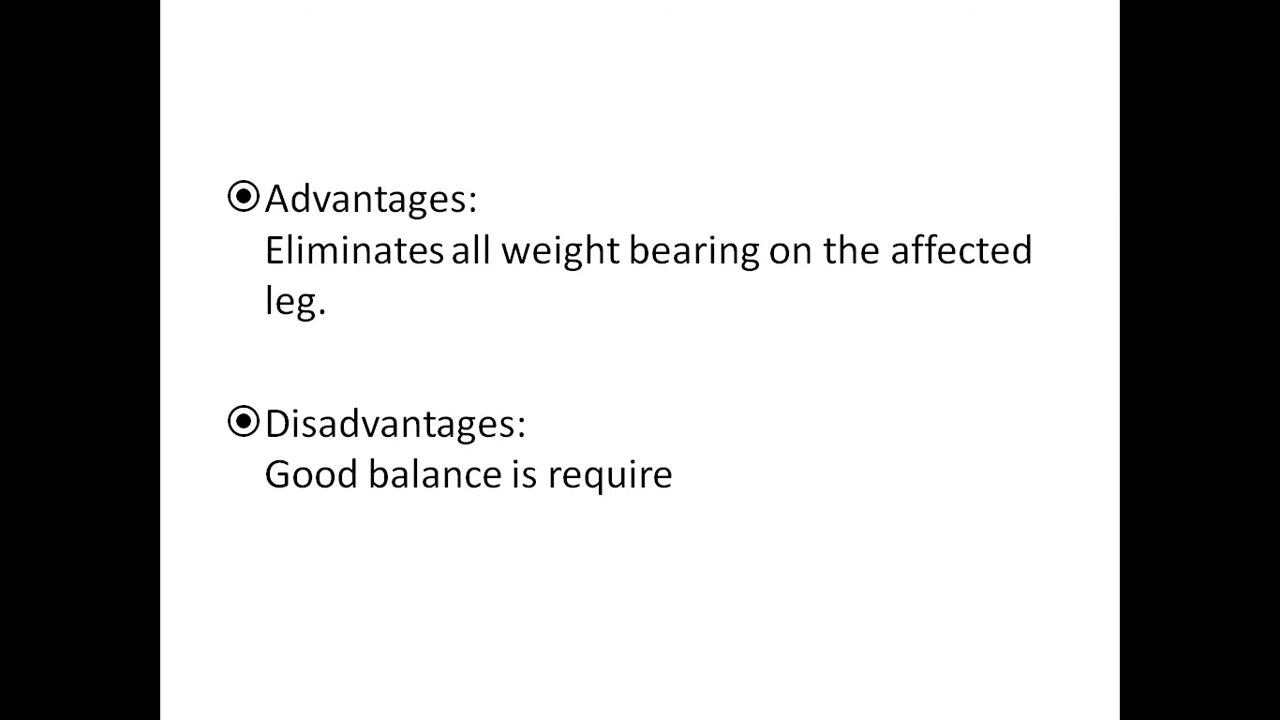 Advantages:
Eliminates all weight bearing on the affected
leg.
Disadvantages:
Good balance is require